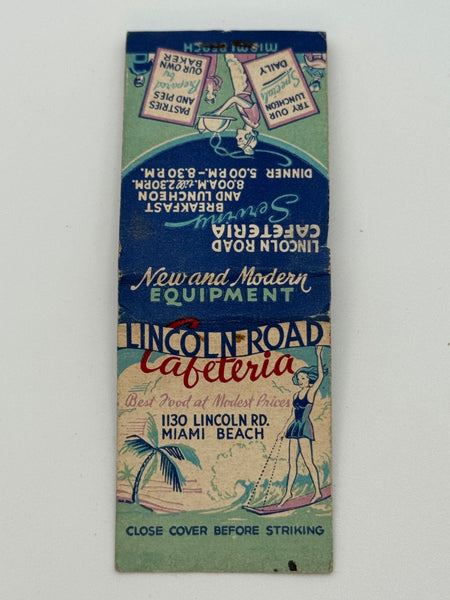 MIAMI BEACH
TRY OUR
LUNCHEON
Specials
DAILY
PASTRIES
AND PIES
Prepared by
OUR OWN
BAKER
LINCOLN ROAD
CAFETERIA
Serving
BREAKFAST
AND LUNCHEON
8:00 A.M. till 2:30 P.M.
DINNER 5:00 P.M. - 8:30 P.M.
New and Modern
EQUIPMENT
LINCOLN ROAD
Cafeteria
Best Food at Modest Prices
1130 LINCOLN RD.
MIAMI BEACH
CLOSE COVER BEFORE STRIKING